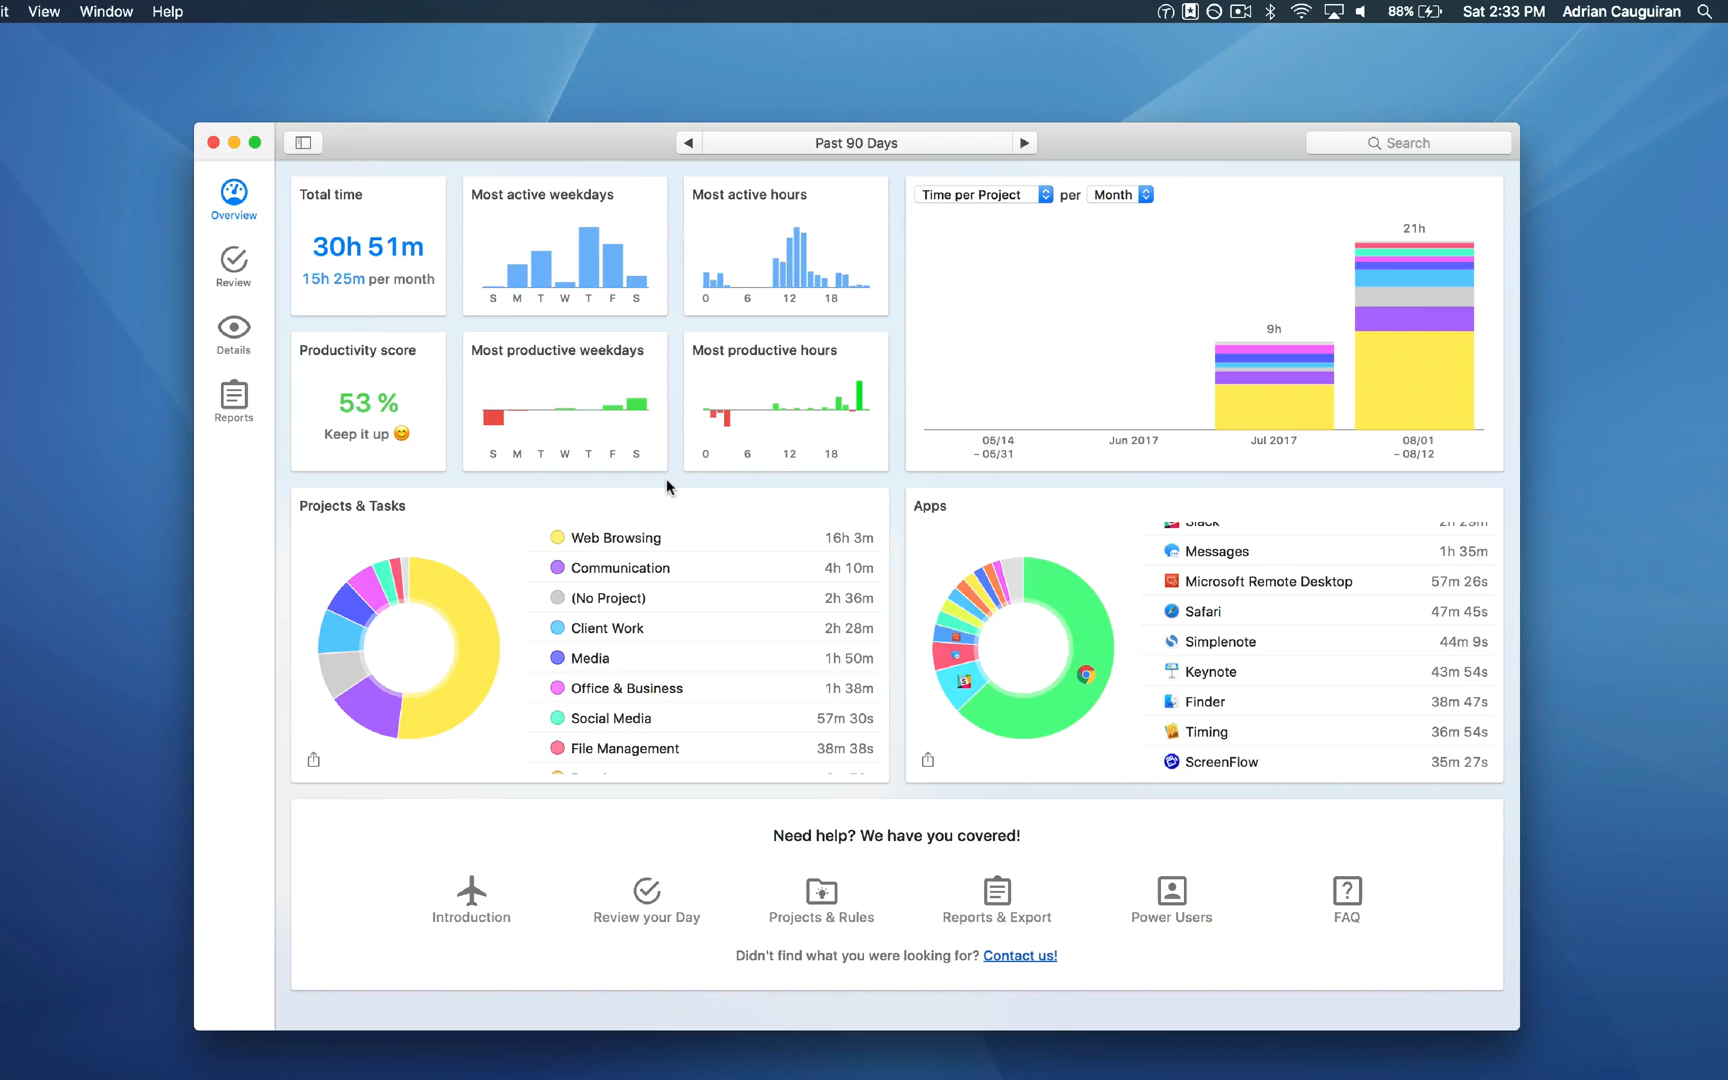 it View Window Help
88% Sat 2:33 PM Adrian Cauguiran
Past 90 Days
Search
Overview
Review
Details
Reports
Total time
30h 51m
15h 25m per month
Most active weekdays
S M T W T F S
Most active hours
0 6 12 18
Time per Project per Month
21h
9h
05/14 – 05/31
Jun 2017
Jul 2017
08/01 – 08/12
Productivity score
53 %
Keep it up 😊
Most productive weekdays
S M T W T F S
Most productive hours
0 6 12 18
Projects & Tasks
Web Browsing 16h 3m
Communication 4h 10m
(No Project) 2h 36m
Client Work 2h 28m
Media 1h 50m
Office & Business 1h 38m
Social Media 57m 30s
File Management 38m 38s
Apps
Slack 2h 29m
Messages 1h 35m
Microsoft Remote Desktop 57m 26s
Safari 47m 45s
Simplenote 44m 9s
Keynote 43m 54s
Finder 38m 47s
Timing 36m 54s
ScreenFlow 35m 27s
Need help? We have you covered!
Introduction
Review your Day
Projects & Rules
Reports & Export
Power Users
FAQ
Didn't find what you were looking for? Contact us!